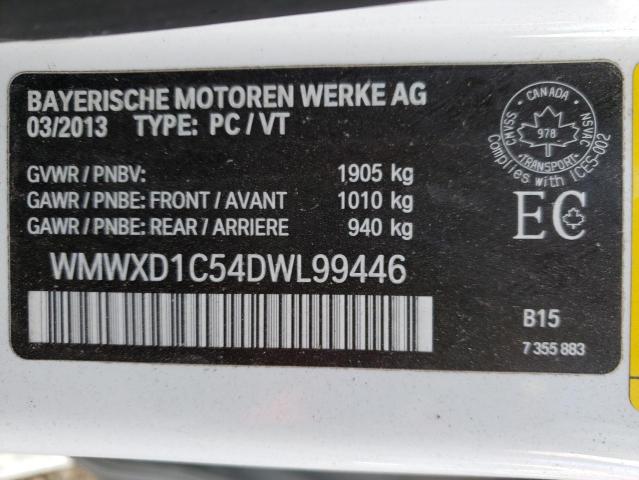 BAYERISCHE MOTOREN WERKE AG
03/2013 TYPE: PC / VT
GVWR / PNBV: 1905 kg
GAWR / PNBE: FRONT / AVANT 1010 kg
GAWR / PNBE: REAR / ARRIERE 940 kg
WMWXD1C54DWL99446
CANADA
CMVSS
NSVAC
978
TRANSPORT
Complies with ICES-002
EC
B15
7 355 883